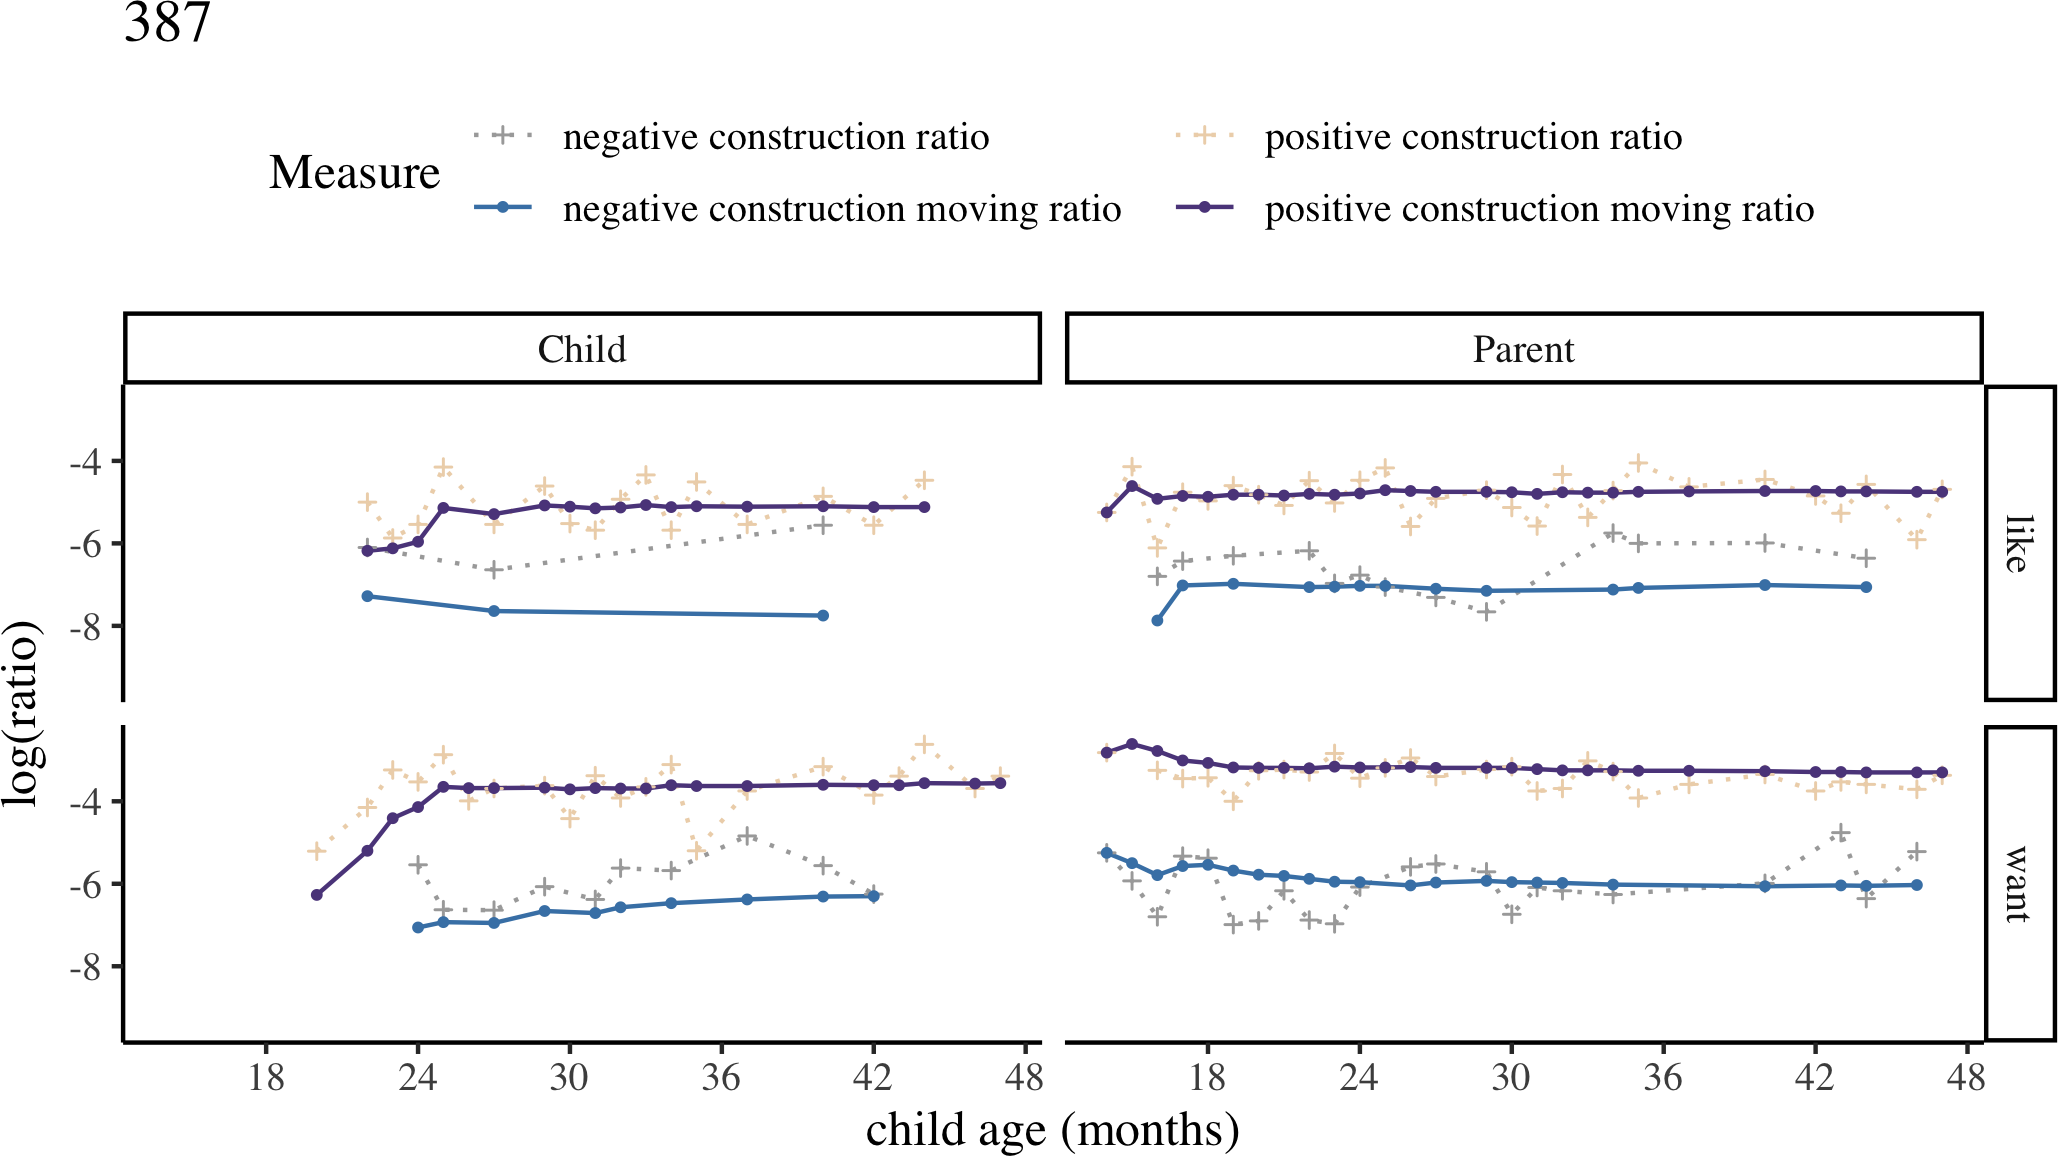 387
Measure
negative construction ratio
positive construction ratio
negative construction moving ratio
positive construction moving ratio
Child
Parent
like
want
log(ratio)
-4
-6
-8
-4
-6
-8
18 24 30 36 42 48
18 24 30 36 42 48
child age (months)